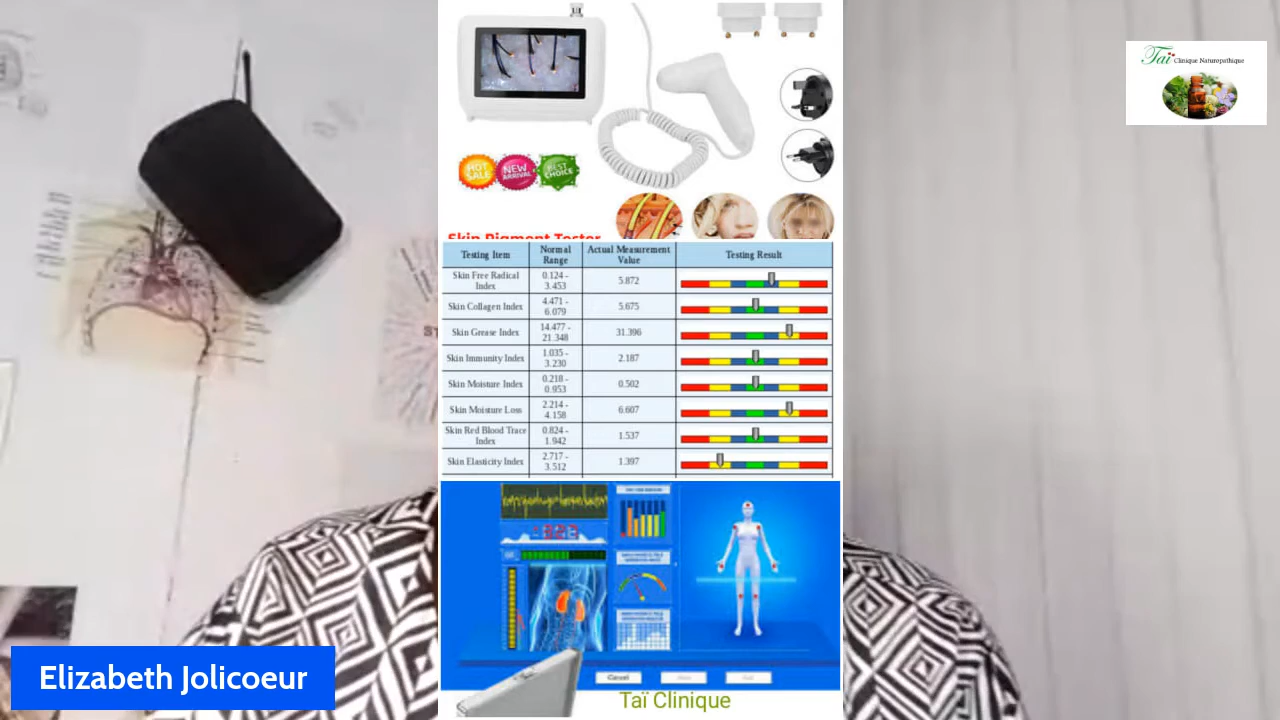 Taï Clinique Naturopathique
HOT SALE
NEW ARRIVAL
BEST CHOICE
Skin Pigment Tester
Testing Item Normal Range Actual Measurement Value Testing Result
Skin Free Radical Index 0.124 - 3.453 5.872
Skin Collagen Index 4.471 - 6.079 5.675
Skin Grease Index 14.477 - 21.348 31.396
Skin Immunity Index 1.035 - 3.230 2.187
Skin Moisture Index 0.218 - 0.953 0.502
Skin Moisture Loss 2.214 - 4.158 6.607
Skin Red Blood Trace Index 0.824 - 1.942 1.537
Skin Elasticity Index 2.717 - 3.512 1.397
Cancel
Elizabeth Jolicoeur
Taï Clinique